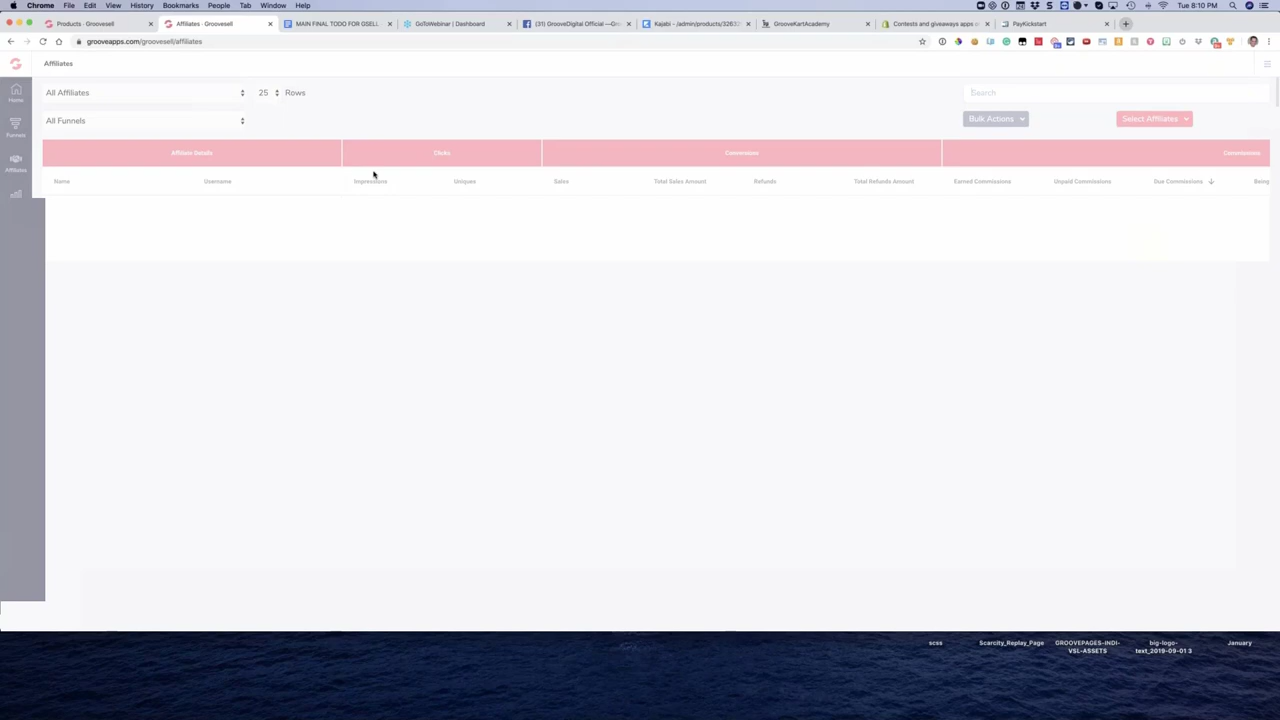 Chrome File Edit View History Bookmarks People Tab Window Help
Tue 8:10 PM
Products - Groovesell
Affiliates - Groovesell
MAIN FINAL TODO FOR GSELL
GoToWebinar | Dashboard
(31) GrooveDigital Official —Gro
Kajabi - /admin/products/32633
GrooveKartAcademy
Contests and giveaways apps o
PayKickstart
grooveapps.com/groovesell/affiliates
Affiliates
Home
Funnels
Affiliates
All Affiliates
25 Rows
Search
All Funnels
Bulk Actions
Select Affiliates
Affiliate Details
Clicks
Conversion
Commissions
Name
Username
Impressions
Uniques
Sales
Total Sales Amount
Refunds
Total Refunds Amount
Earned Commissions
Unpaid Commissions
Due Commissions
Being
scss
Scarcity_Replay_Page
GROOVEPAGES-INDI-
VSL-ASSETS
big-logo-
text_2019-09-01 3
January